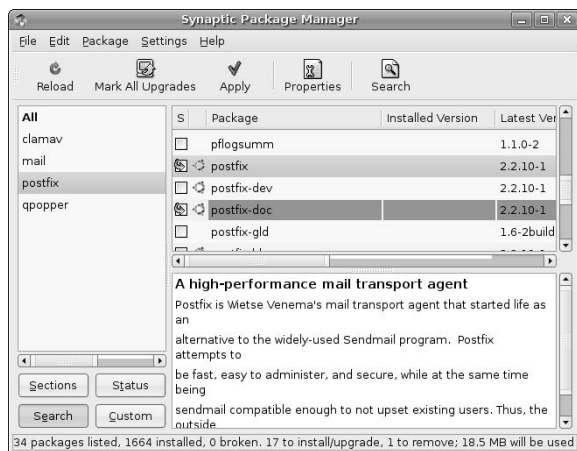 Synaptic Package Manager
File Edit Package Settings Help
Reload Mark All Upgrades Apply Properties Search
All
clamav
mail
postfix
qpopper
Sections Status
Search Custom
S Package Installed Version Latest Ver
pflogsumm 1.1.0-2
postfix 2.2.10-1
postfix-dev 2.2.10-1
postfix-doc 2.2.10-1
postfix-gld 1.6-2build
A high-performance mail transport agent
Postfix is Wietse Venema's mail transport agent that started life as
an
alternative to the widely-used Sendmail program. Postfix
attempts to
be fast, easy to administer, and secure, while at the same time
being
sendmail compatible enough to not upset existing users. Thus, the
outside
34 packages listed, 1664 installed, 0 broken. 17 to install/upgrade, 1 to remove; 18.5 MB will be used